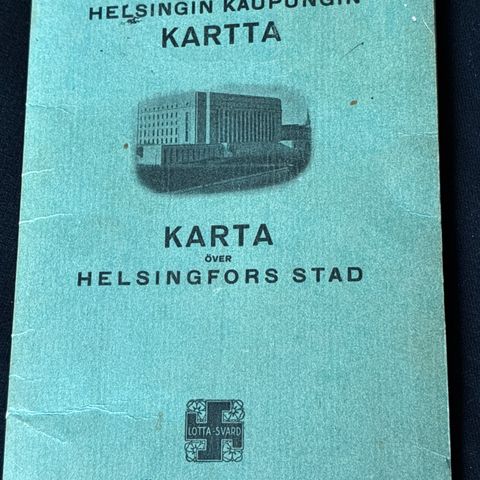 HELSINGIN KAUPUNGIN
KARTTA
KARTA
ÖVER
HELSINGFORS STAD
LOTTA-SVÄRD